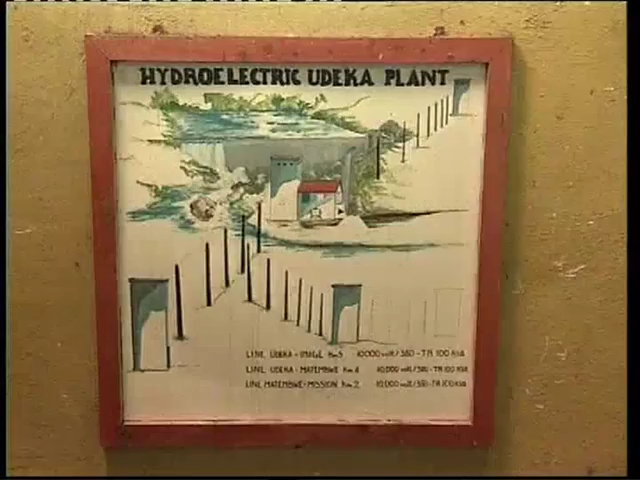 HYDROELECTRIC UDEKA PLANT
LINE UDEKA - IMAGE Km 5 10000 volt/380 - TR 100 KVA
LINE UDEKA - MATEMBWE Km 4 10,000 volt/380 - TR 100 KVA
LINE MATEMBWE - MISSION Km 2 10,000 volt/380 - TR 100 KVA